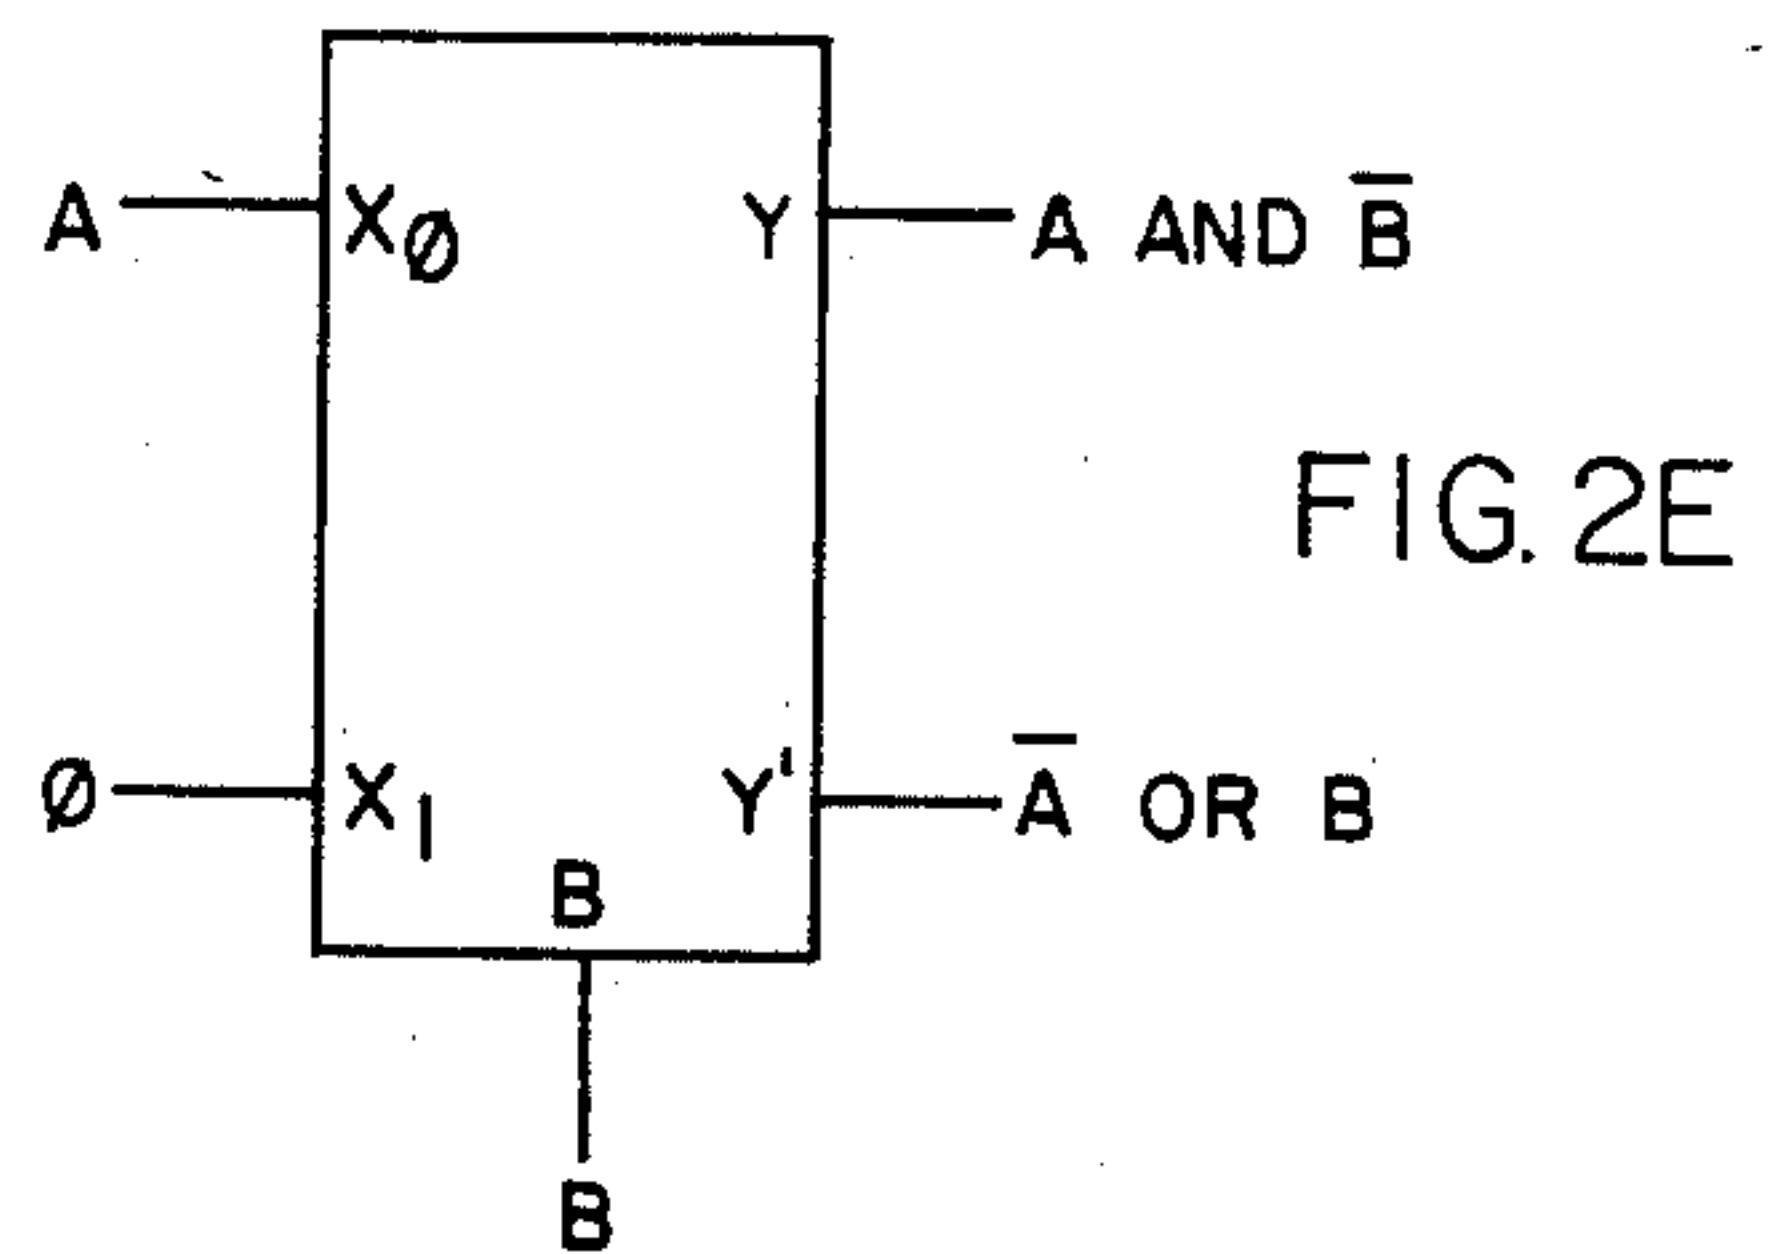 A X∅ Y A AND B̅
FIG. 2E
∅ X₁ Y' A̅ OR B
B
B